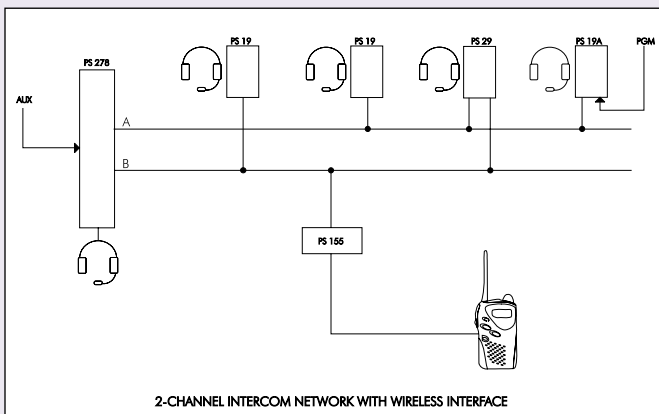 PS 19
PS 19
PS 29
PS 19A
PGM
PS 278
AUX
A
B
PS 155
2-CHANNEL INTERCOM NETWORK WITH WIRELESS INTERFACE